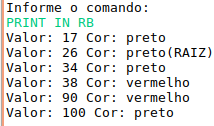 Informe o comando:
PRINT IN RB
Valor: 17 Cor: preto
Valor: 26 Cor: preto(RAIZ)
Valor: 34 Cor: preto
Valor: 38 Cor: vermelho
Valor: 90 Cor: vermelho
Valor: 100 Cor: preto